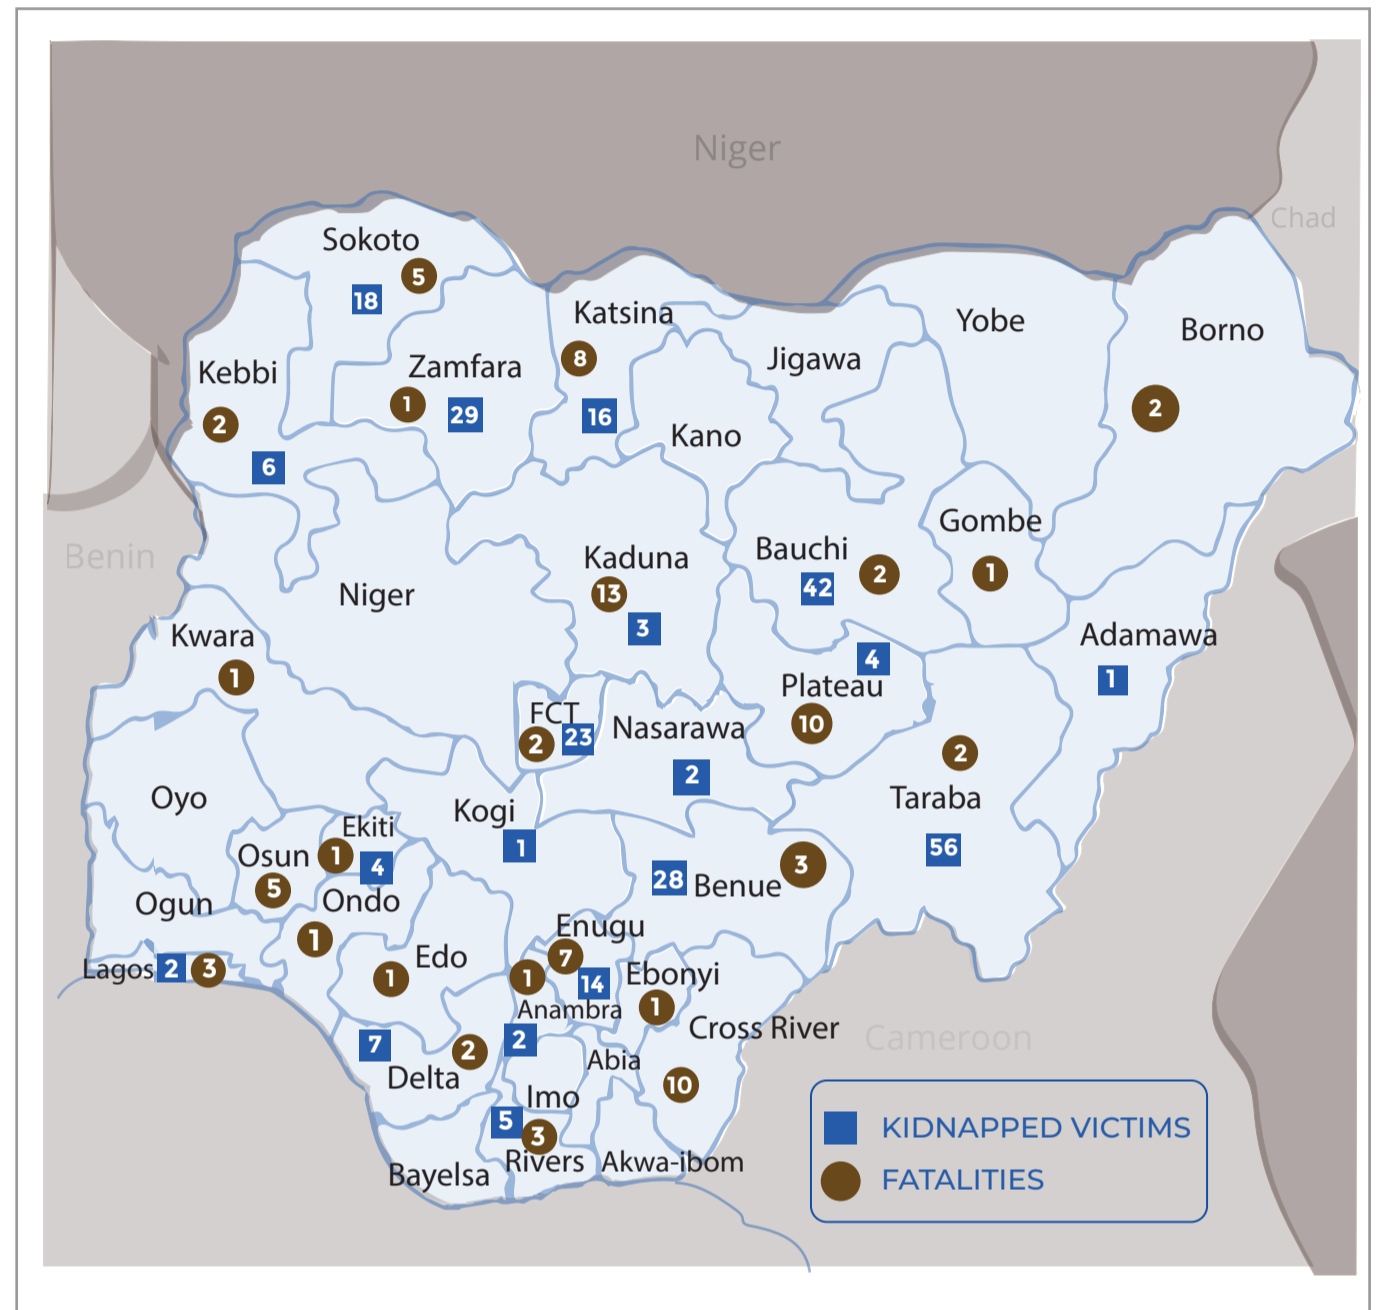 Niger
Chad
Sokoto
5
18
Katsina
8
16
Yobe
Borno
2
Jigawa
Kebbi
2
6
Zamfara
1
29
Kano
Gombe
1
Benin
Bauchi
42
2
Kaduna
13
3
Niger
Kwara
1
Adamawa
1
4
Plateau
10
FCT
2
23
Nasarawa
2
2
Taraba
56
Oyo
Kogi
1
Ekiti
1
4
Osun
5
3
28
Benue
Ogun
Ondo
1
Enugu
7
14
Edo
1
Lagos
2
3
Ebonyi
1
1
Anambra
2
Cross River
10
Cameroon
7
2
Delta
Abia
Imo
5
3
Rivers
Akwa-ibom
Bayelsa
KIDNAPPED VICTIMS
FATALITIES